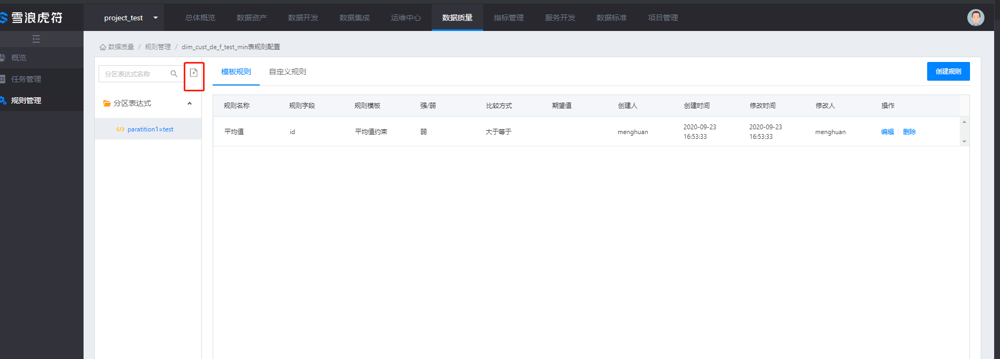 雪浪虎符
project_test
总体概览
数据资产
数据开发
数据集成
运维中心
数据质量
指标管理
服务开发
数据标准
项目管理
概览
任务管理
规则管理
数据质量 / 规则管理 / dim_cust_de_f_test_min表规则配置
分区表达式名称
分区表达式
paratition1=test
模板规则
自定义规则
创建规则
规则名称 规则字段 规则模板 强/弱 比较方式 期望值 创建人 创建时间 修改时间 修改人 操作
平均值 id 平均值约束 弱 大于等于 menghuan 2020-09-23 16:53:33 2020-09-23 16:53:33 menghuan 编辑 删除